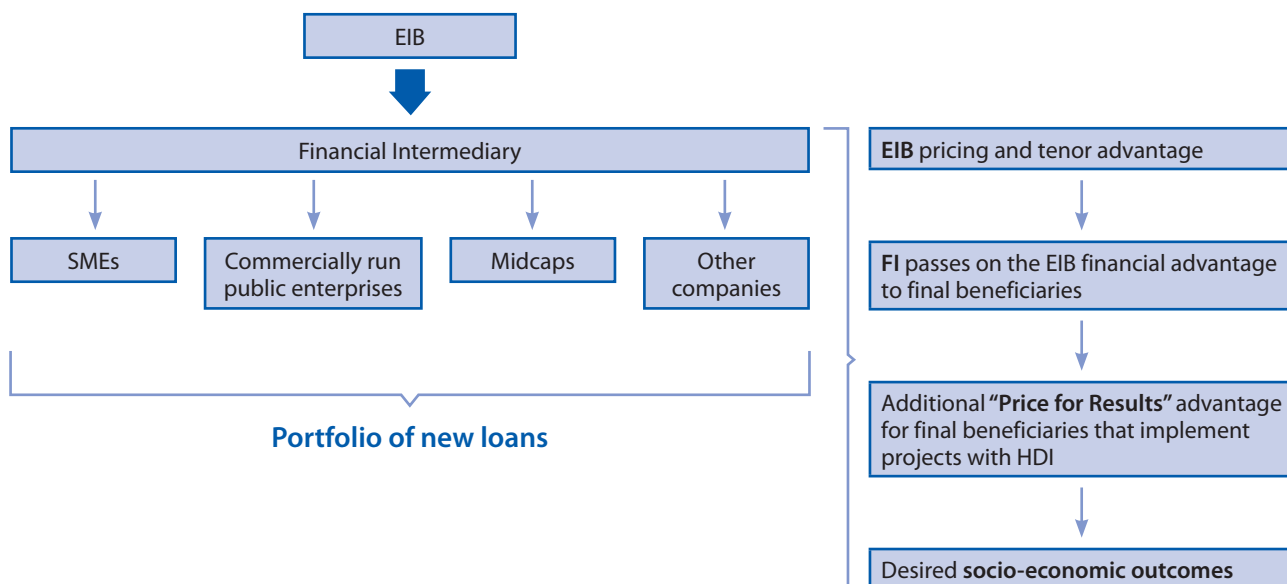 EIB
Financial Intermediary
SMEs
Commercially run
public enterprises
Midcaps
Other
companies
Portfolio of new loans
EIB pricing and tenor advantage
FI passes on the EIB financial advantage
to final beneficiaries
Additional “Price for Results” advantage
for final beneficiaries that implement
projects with HDI
Desired socio-economic outcomes